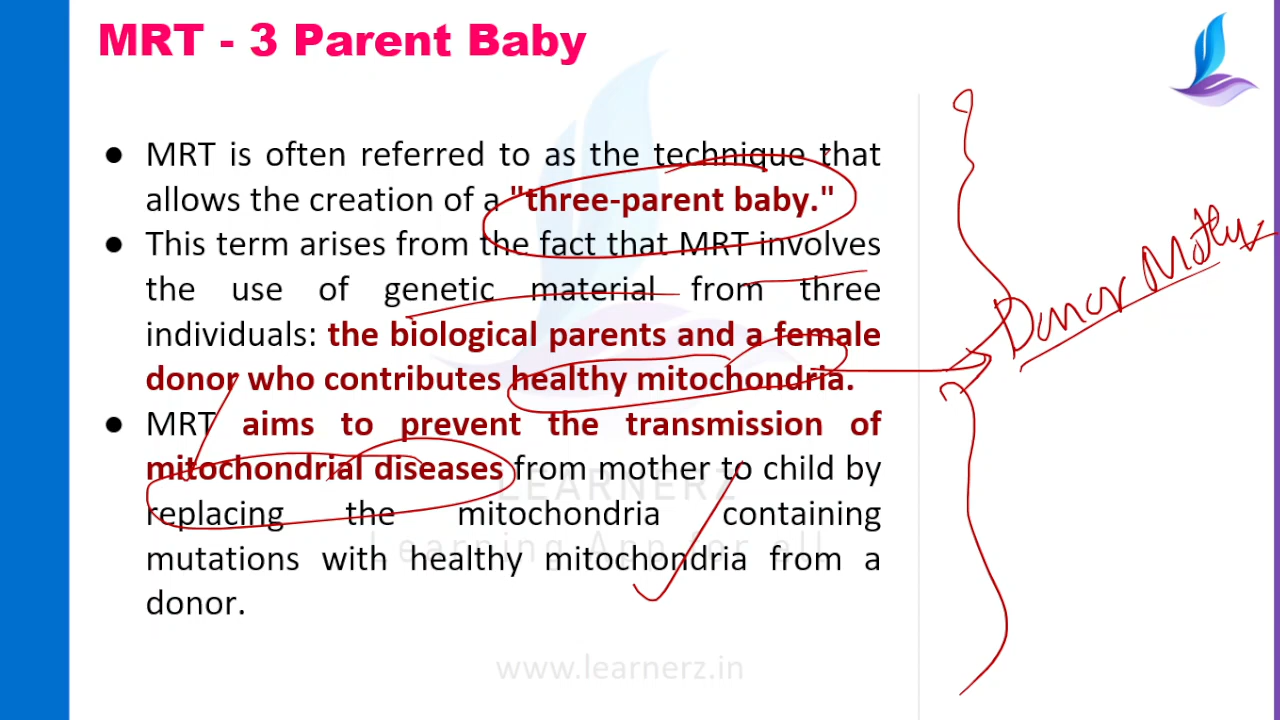 MRT - 3 Parent Baby
● MRT is often referred to as the technique that
allows the creation of a "three-parent baby."
● This term arises from the fact that MRT involves
the use of genetic material from three
individuals: the biological parents and a female
donor who contributes healthy mitochondria.
● MRT aims to prevent the transmission of
mitochondrial diseases from mother to child by
replacing the mitochondria containing
mutations with healthy mitochondria from a
donor.
Donor Mother
LEARNERZ
Learning App for all
www.learnerz.in